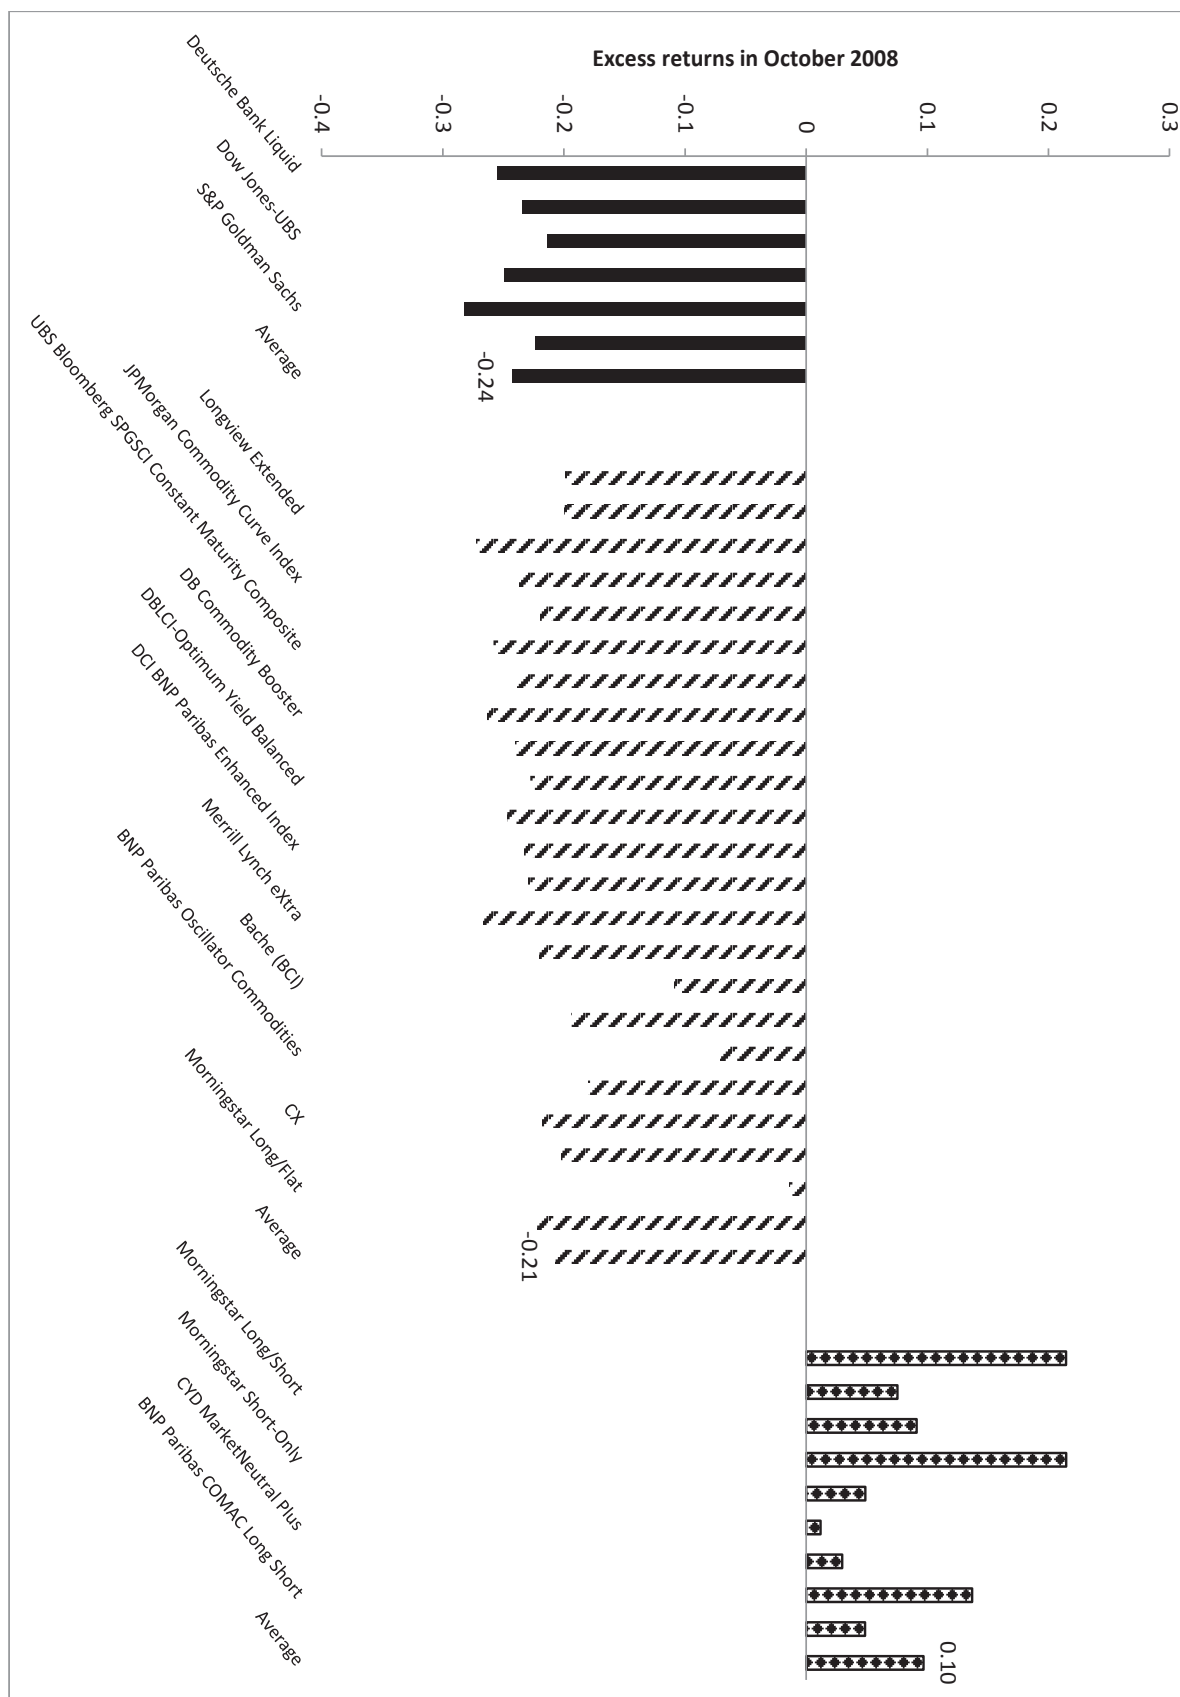 Excess returns in October 2008
-0.4
-0.3
-0.2
-0.1
0
0.1
0.2
0.3
Deutsche Bank Liquid
Dow Jones-UBS
S&P Goldman Sachs
Average
-0.24
Longview Extended
JPMorgan Commodity Curve Index
UBS Bloomberg SPGSCI Constant Maturity Composite
DB Commodity Booster
DBLCI-Optimum Yield Balanced
DCI BNP Paribas Enhanced Index
Merrill Lynch eXtra
Bache (BCI)
BNP Paribas Oscillator Commodities
CX
Morningstar Long/Flat
Average
-0.21
Morningstar Long/Short
Morningstar Short-Only
CYD MarketNeutral Plus
BNP Paribas COMAC Long Short
Average
0.10